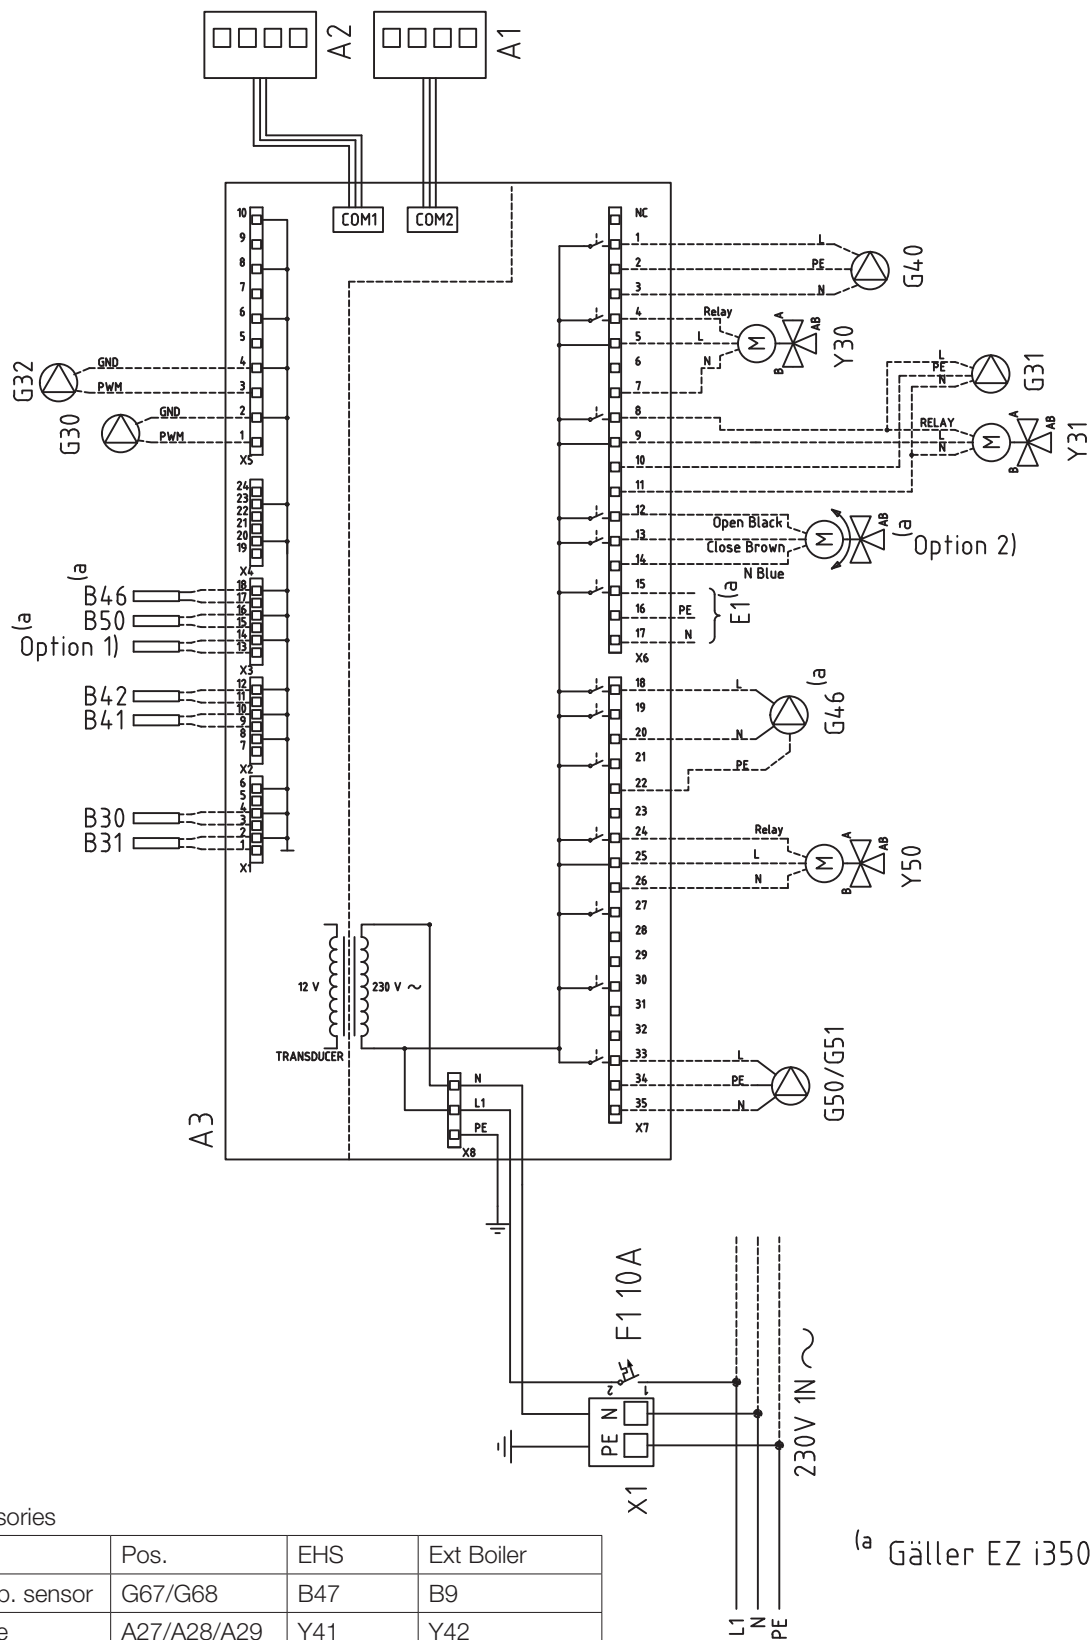 A2
A1
COM1
COM2
10
9
8
7
6
5
4
3
2
1
X5
24
23
22
21
20
19
X4
18
17
16
15
14
13
X3
12
11
10
9
8
7
X2
6
5
4
3
2
1
X1
G32
GND
PWM
G30
GND
PWM
(a
B46
B50
(a
Option 1)
B42
B41
B30
B31
NC
1
2
3
4
5
6
7
8
9
10
11
12
13
14
15
16
17
X6
18
19
20
21
22
23
24
25
26
27
28
29
30
31
32
33
34
35
X7
L
PE
N
G40
Relay
L
N
M
A
AB
B
Y30
L
PE
N
G31
RELAY
L
N
M
A
AB
B
Y31
Open Black
Close Brown
N Blue
M
AB
(a
Option 2)
PE
N
E1
(a
L
N
PE
G46
(a
Relay
L
N
M
A
AB
B
Y50
L
PE
N
G50/G51
12 V
230 V ~
TRANSDUCER
N
L1
PE
X8
A3
F1 10A
2
1
N
PE
X1
230V 1N ~
L1
N
PE
(a Gäller EZ i350
sories
Pos. EHS Ext Boiler
p. sensor G67/G68 B47 B9
e A27/A28/A29 Y41 Y42